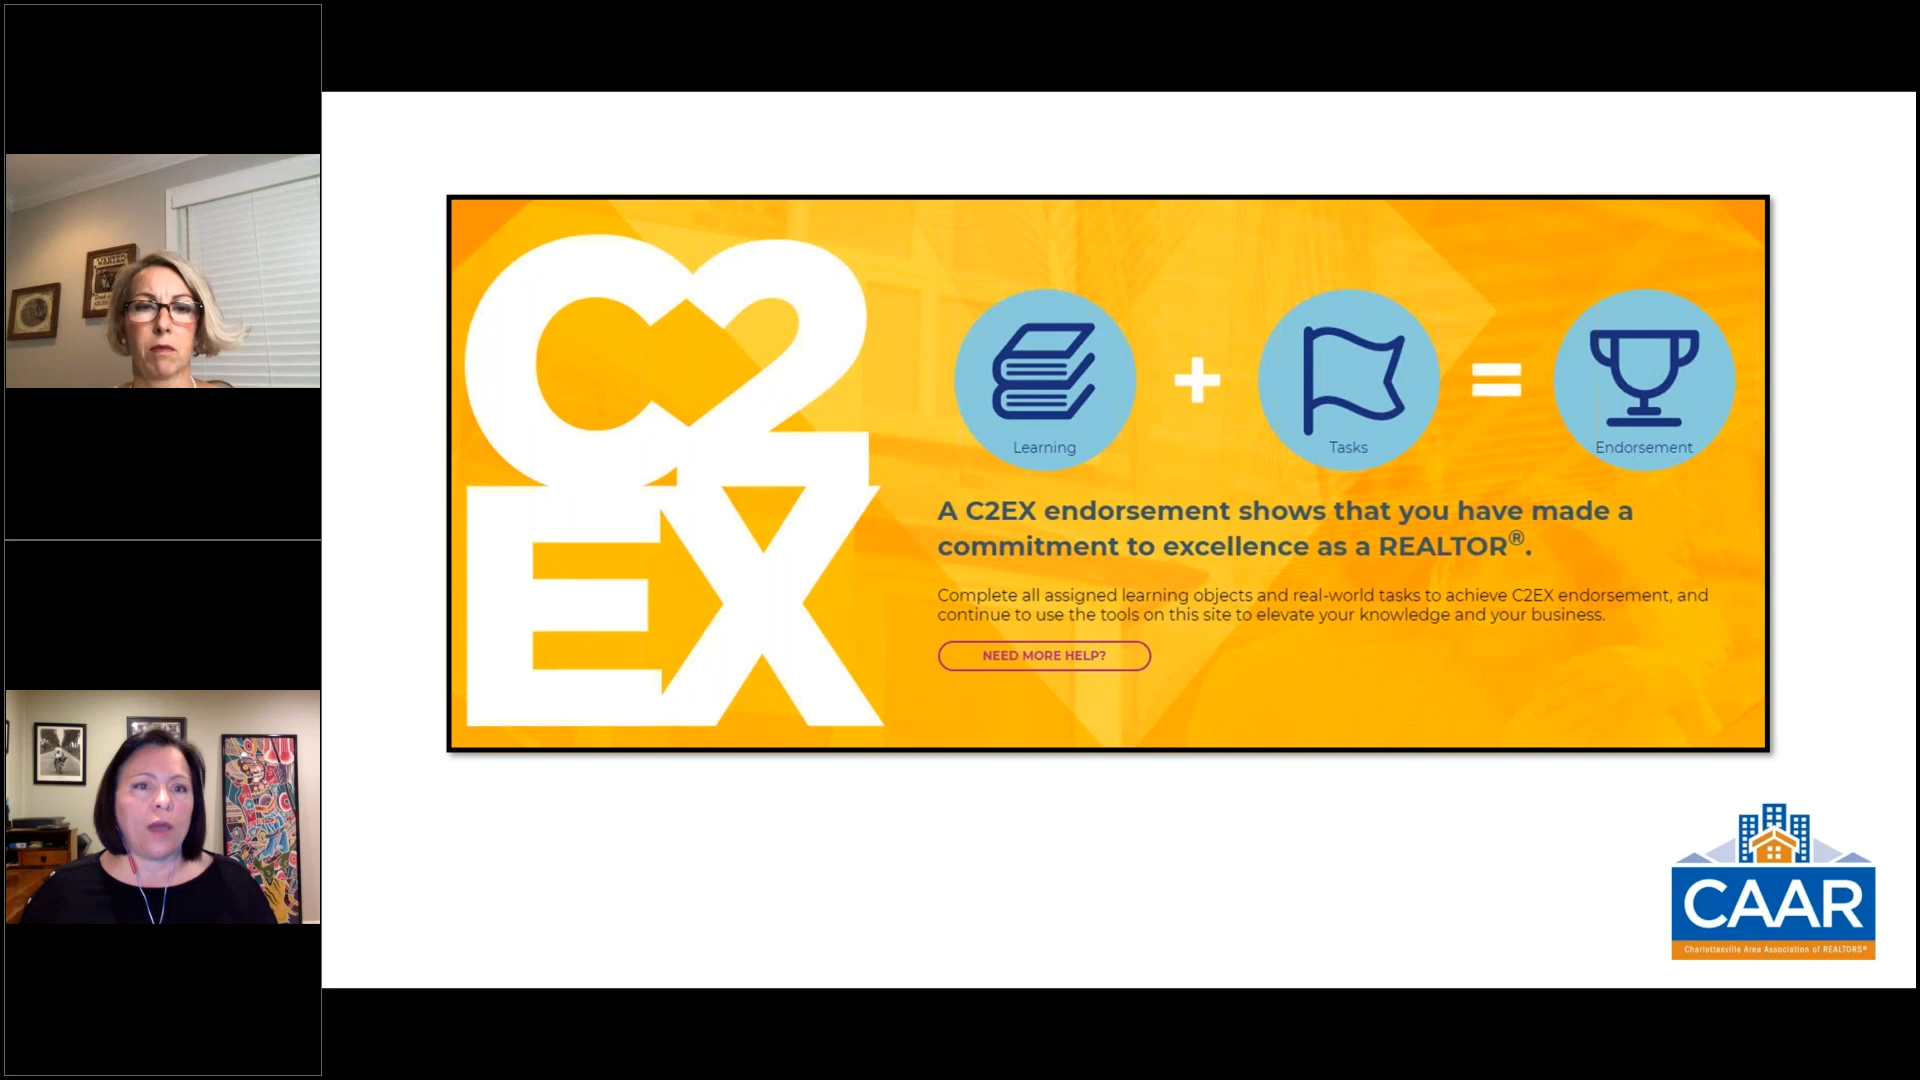 WANTED
C2
EX
Learning
+
Tasks
=
Endorsement
A C2EX endorsement shows that you have made a
commitment to excellence as a REALTOR®.
Complete all assigned learning objects and real-world tasks to achieve C2EX endorsement, and
continue to use the tools on this site to elevate your knowledge and your business.
NEED MORE HELP?
CAAR
Charlottesville Area Association of REALTORS®